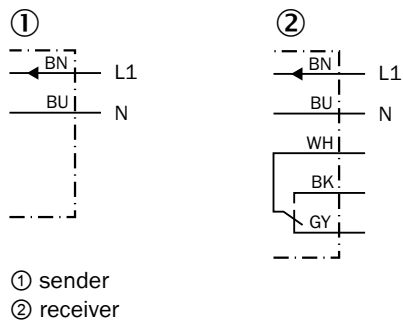 ① ②
BN L1 BN L1
BU N BU N
WH
BK
GY
① sender
② receiver